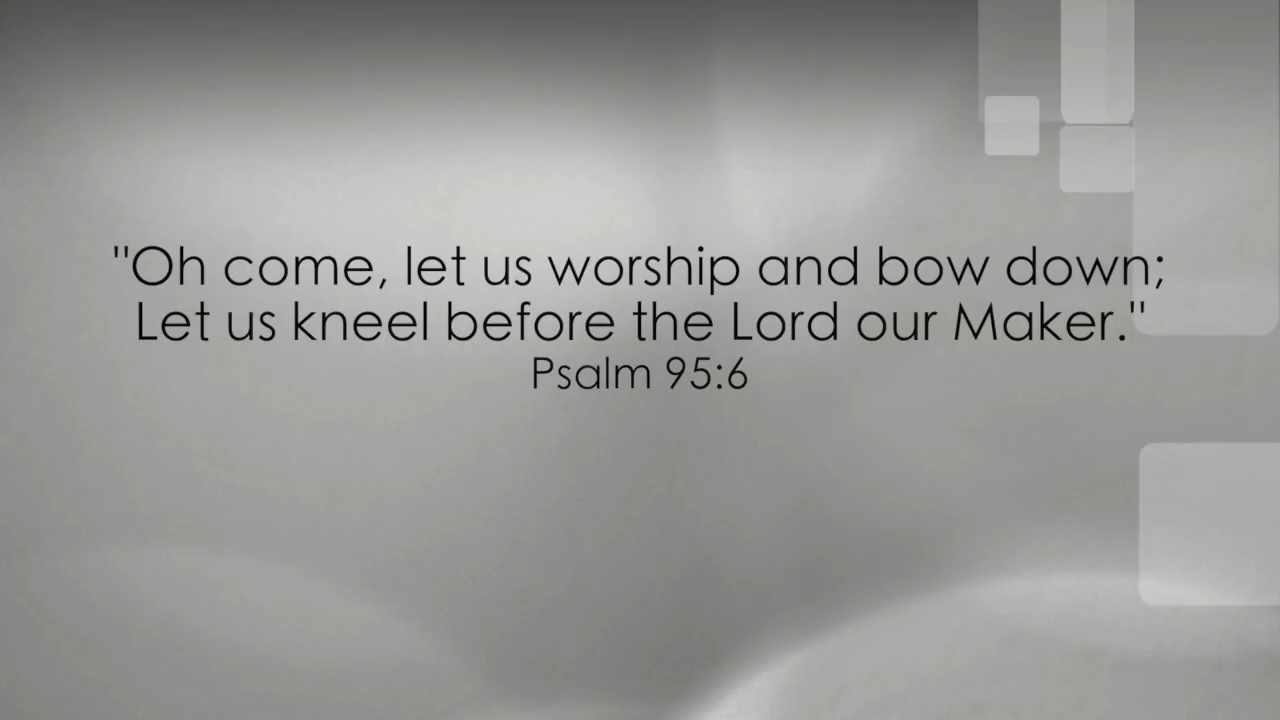 "Oh come, let us worship and bow down;
Let us kneel before the Lord our Maker."
Psalm 95:6